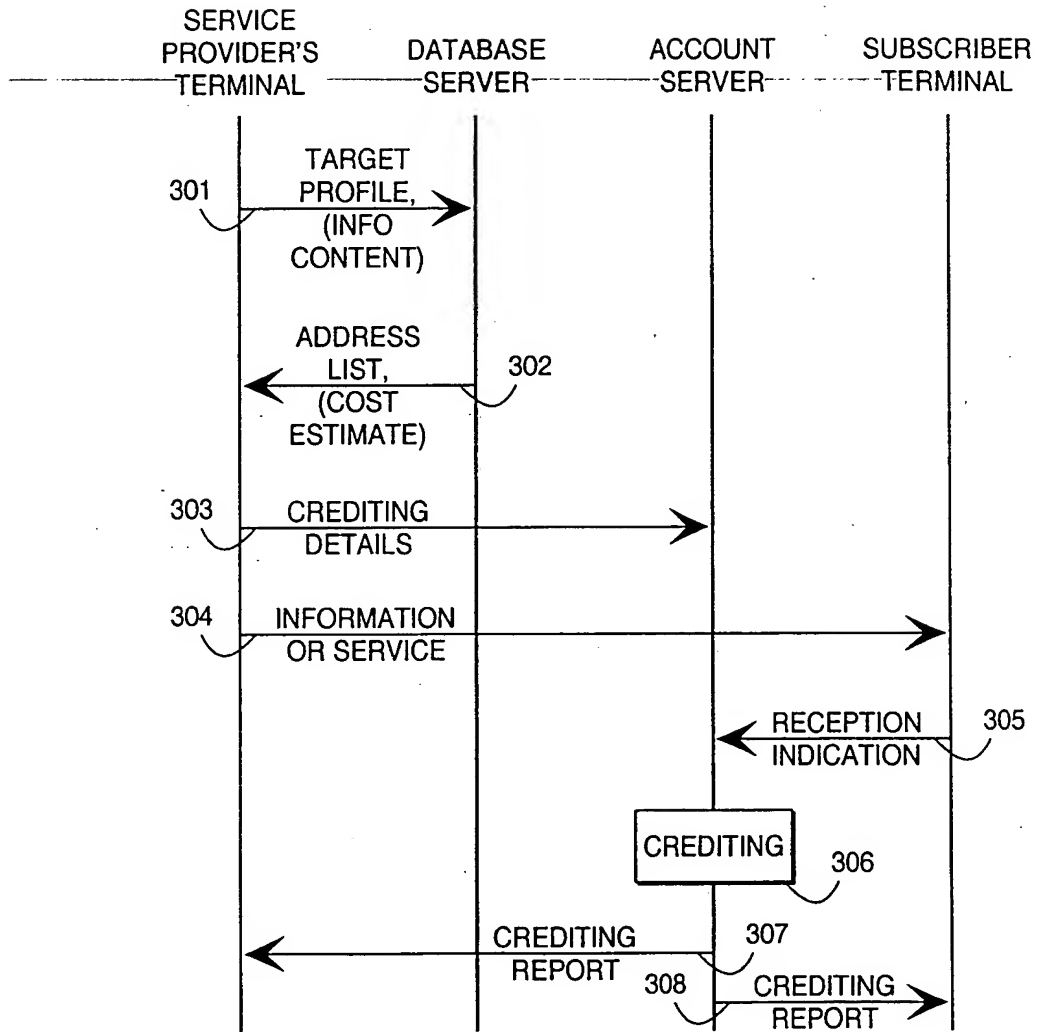 SERVICE
PROVIDER'S
TERMINAL
DATABASE
SERVER
ACCOUNT
SERVER
SUBSCRIBER
TERMINAL
301
TARGET
PROFILE,
(INFO
CONTENT)
ADDRESS
LIST,
(COST
ESTIMATE)
302
303
CREDITING
DETAILS
304
INFORMATION
OR SERVICE
RECEPTION
INDICATION
305
CREDITING
306
CREDITING
REPORT
307
308
CREDITING
REPORT